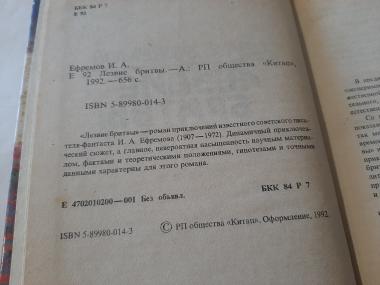 ББК 84 Р 7
Е 92
Ефремов И. А.
Е 92 Лезвие бритвы.—А.: РП общества «Китап»,
1992.—656 с.
ISBN 5-89980-014-3
«Лезвие бритвы» — роман приключений известного советского писа-
теля-фантаста И. А. Ефремова (1907—1972). Динамичный приключен-
ческий сюжет, а главное, невероятная насыщенность научным материа-
лом, фактами и теоретическими положениями, гипотезами и точными
данными характерны для этого романа.
Е 4702010200—001 Без объявл.
БКК 84 Р 7
ISBN 5-89980-014-3
© РП общества «Китап». Оформление, 1992.